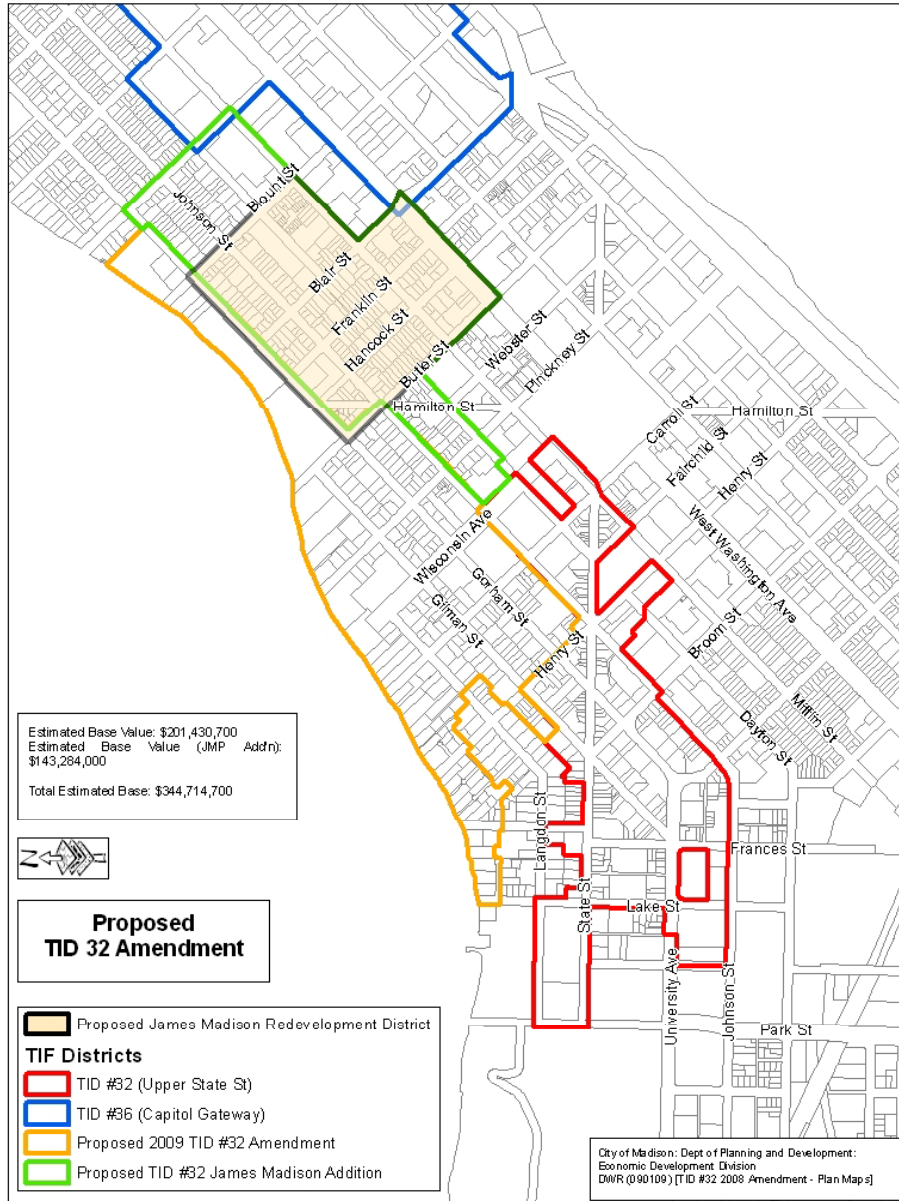 Blount St
Johnson St
Blair St
Franklin St
Hancock St
Butler St
Webster St
Pinckney St
Hamilton St
Carroll St
Hamilton St
Fairchild St
Henry St
West Washington Ave
Wisconsin Ave
Gorham St
Gilman St
Henry St
Broom St
Mifflin St
Dayton St
Langdon St
Frances St
State St
Lake St
University Ave
Johnson St
Park St
Estimated Base Value: $201,430,700
Estimated Base Value (JMP Add'n):
$143,284,000
Total Estimated Base: $344,714,700
N
Proposed
TID 32 Amendment
Proposed James Madison Redevelopment District
TIF Districts
TID #32 (Upper State St)
TID #36 (Capitol Gateway)
Proposed 2009 TID #32 Amendment
Proposed TID #32 James Madison Addition
City of Madison: Dept of Planning and Development:
Economic Development Division
DWR (090109) [TID #32 2008 Amendment - Plan Maps]